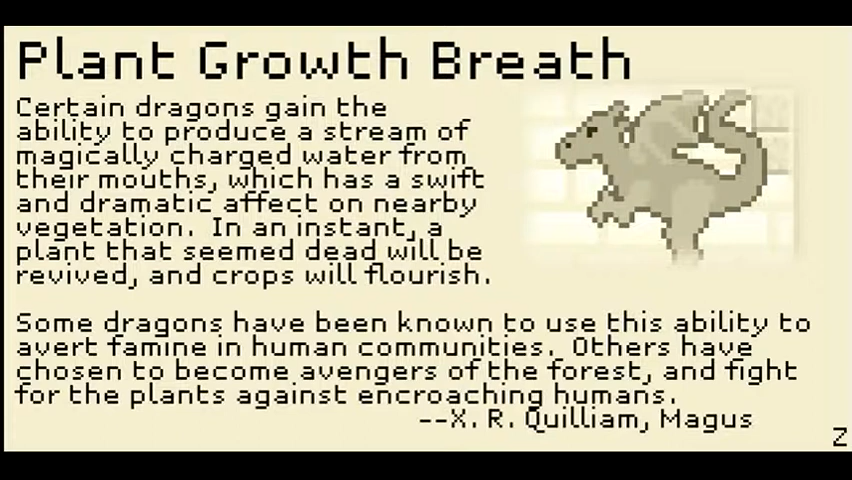 Plant Growth Breath
Certain dragons gain the
ability to produce a stream of
magically charged water from
their mouths, which has a swift
and dramatic affect on nearby
vegetation. In an instant, a
plant that seemed dead will be
revived, and crops will flourish.
Some dragons have been known to use this ability to
avert famine in human communities. Others have
chosen to become avengers of the forest, and fight
for the plants against encroaching humans.
--X. R. Quilliam, Magus
Z